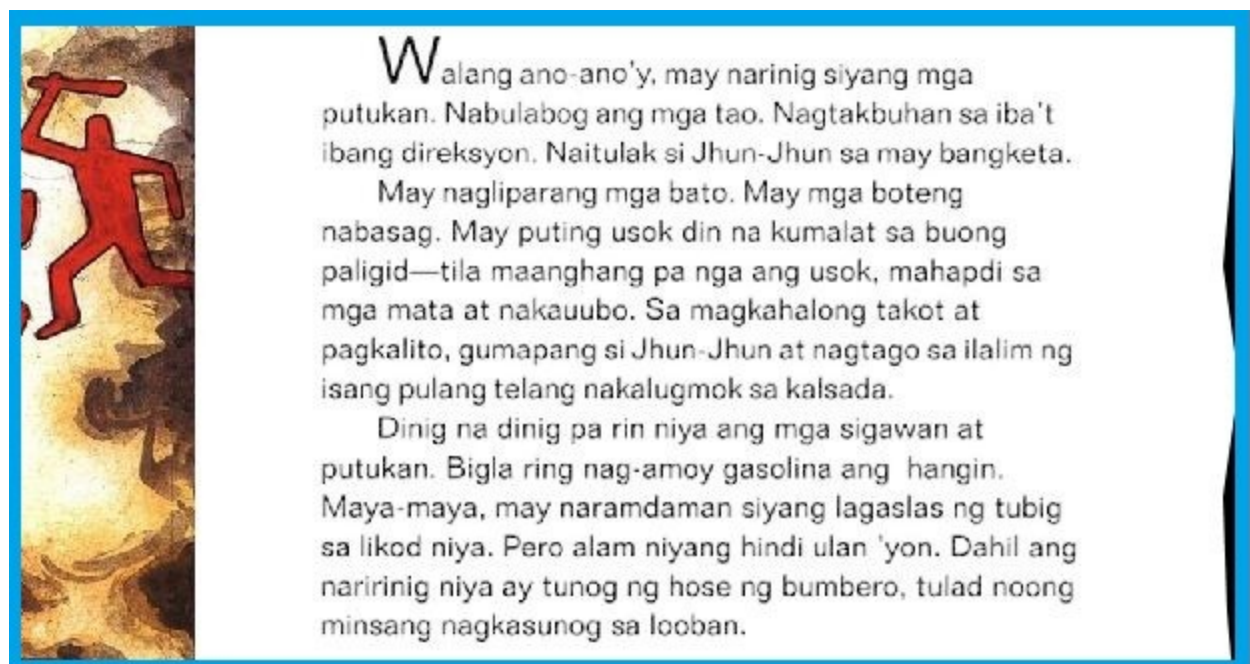 Walang ano-ano'y, may narinig siyang mga
putukan. Nabulabog ang mga tao. Nagtakbuhan sa iba't
ibang direksyon. Naitulak si Jhun-Jhun sa may bangketa.
May nagliparang mga bato. May mga boteng
nabasag. May puting usok din na kumalat sa buong
paligid—tila maanghang pa nga ang usok, mahapdi sa
mga mata at nakauubo. Sa magkahalong takot at
pagkalito, gumapang si Jhun-Jhun at nagtago sa ilalim ng
isang pulang telang nakalugmok sa kalsada.
Dinig na dinig pa rin niya ang mga sigawan at
putukan. Bigla ring nag-amoy gasolina ang hangin.
Maya-maya, may naramdaman siyang lagaslas ng tubig
sa likod niya. Pero alam niyang hindi ulan 'yon. Dahil ang
naririnig niya ay tunog ng hose ng bumbero, tulad noong
minsang nagkasunog sa looban.